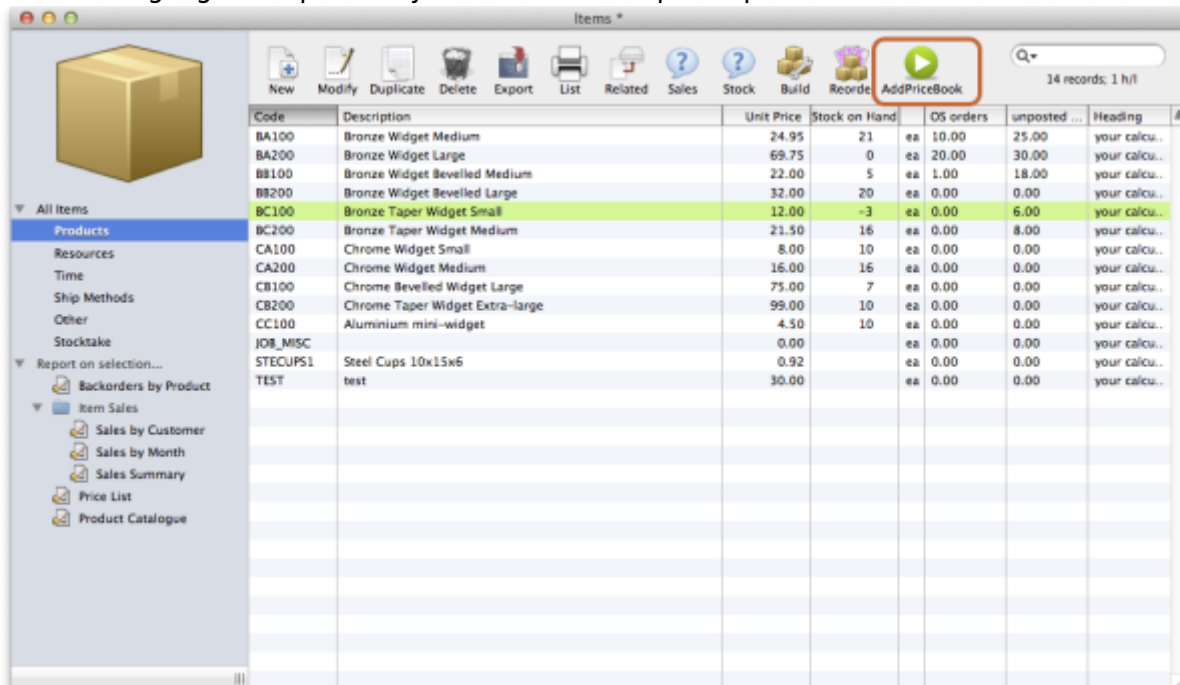 Items *
New Modify Duplicate Delete Export List Related Sales Stock Build Reorde AddPriceBook
14 records; 1 h/l
Code Description Unit Price Stock on Hand OS orders unposted ... Heading
BA100 Bronze Widget Medium 24.95 21 ea 10.00 25.00 your calcu..
BA200 Bronze Widget Large 69.75 0 ea 20.00 30.00 your calcu..
BB100 Bronze Widget Bevelled Medium 22.00 5 ea 1.00 18.00 your calcu..
BB200 Bronze Widget Bevelled Large 32.00 20 ea 0.00 0.00 your calcu..
BC100 Bronze Taper Widget Small 12.00 -3 ea 0.00 6.00 your calcu..
BC200 Bronze Taper Widget Medium 21.50 16 ea 0.00 8.00 your calcu..
CA100 Chrome Widget Small 8.00 10 ea 0.00 0.00 your calcu..
CA200 Chrome Widget Medium 16.00 16 ea 0.00 0.00 your calcu..
CB100 Chrome Bevelled Widget Large 75.00 7 ea 0.00 0.00 your calcu..
CB200 Chrome Taper Widget Extra-large 99.00 10 ea 0.00 0.00 your calcu..
CC100 Aluminium mini-widget 4.50 10 ea 0.00 0.00 your calcu..
JOB_MISC 0.00 ea 0.00 0.00 your calcu..
STECUPS1 Steel Cups 10x15x6 0.92 ea 0.00 0.00 your calcu..
TEST test 30.00 ea 0.00 0.00 your calcu..
All Items
Products
Resources
Time
Ship Methods
Other
Stocktake
Report on selection...
Backorders by Product
Item Sales
Sales by Customer
Sales by Month
Sales Summary
Price List
Product Catalogue